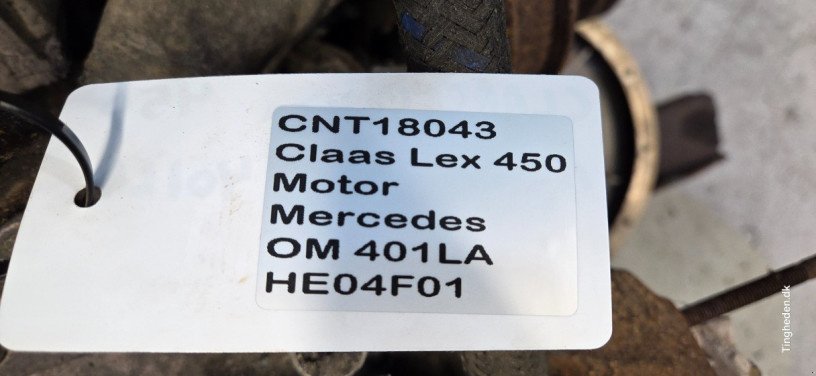 CNT18043
Claas Lex 450
Motor
Mercedes
OM 401LA
HE04F01
Tingheden.dk